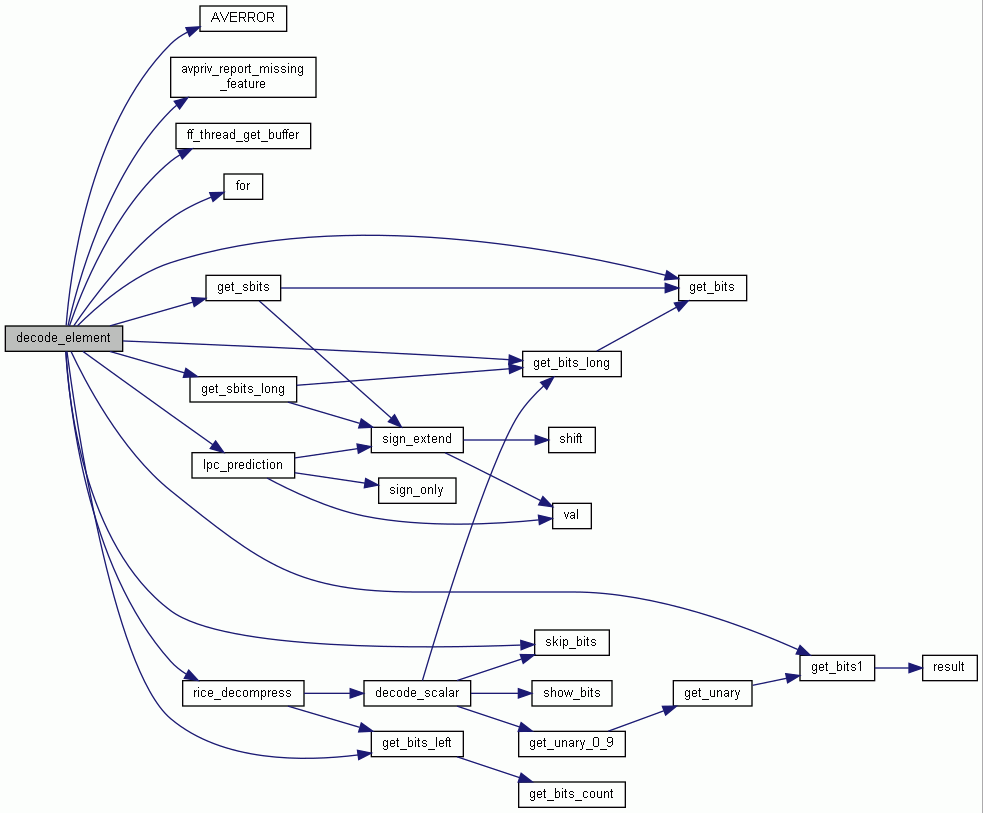 AVERROR
avpriv_report_missing
_feature
ff_thread_get_buffer
for
get_sbits
get_bits
decode_element
get_bits_long
get_sbits_long
sign_extend
shift
lpc_prediction
sign_only
val
skip_bits
get_bits1
result
rice_decompress
decode_scalar
show_bits
get_unary
get_bits_left
get_unary_0_9
get_bits_count